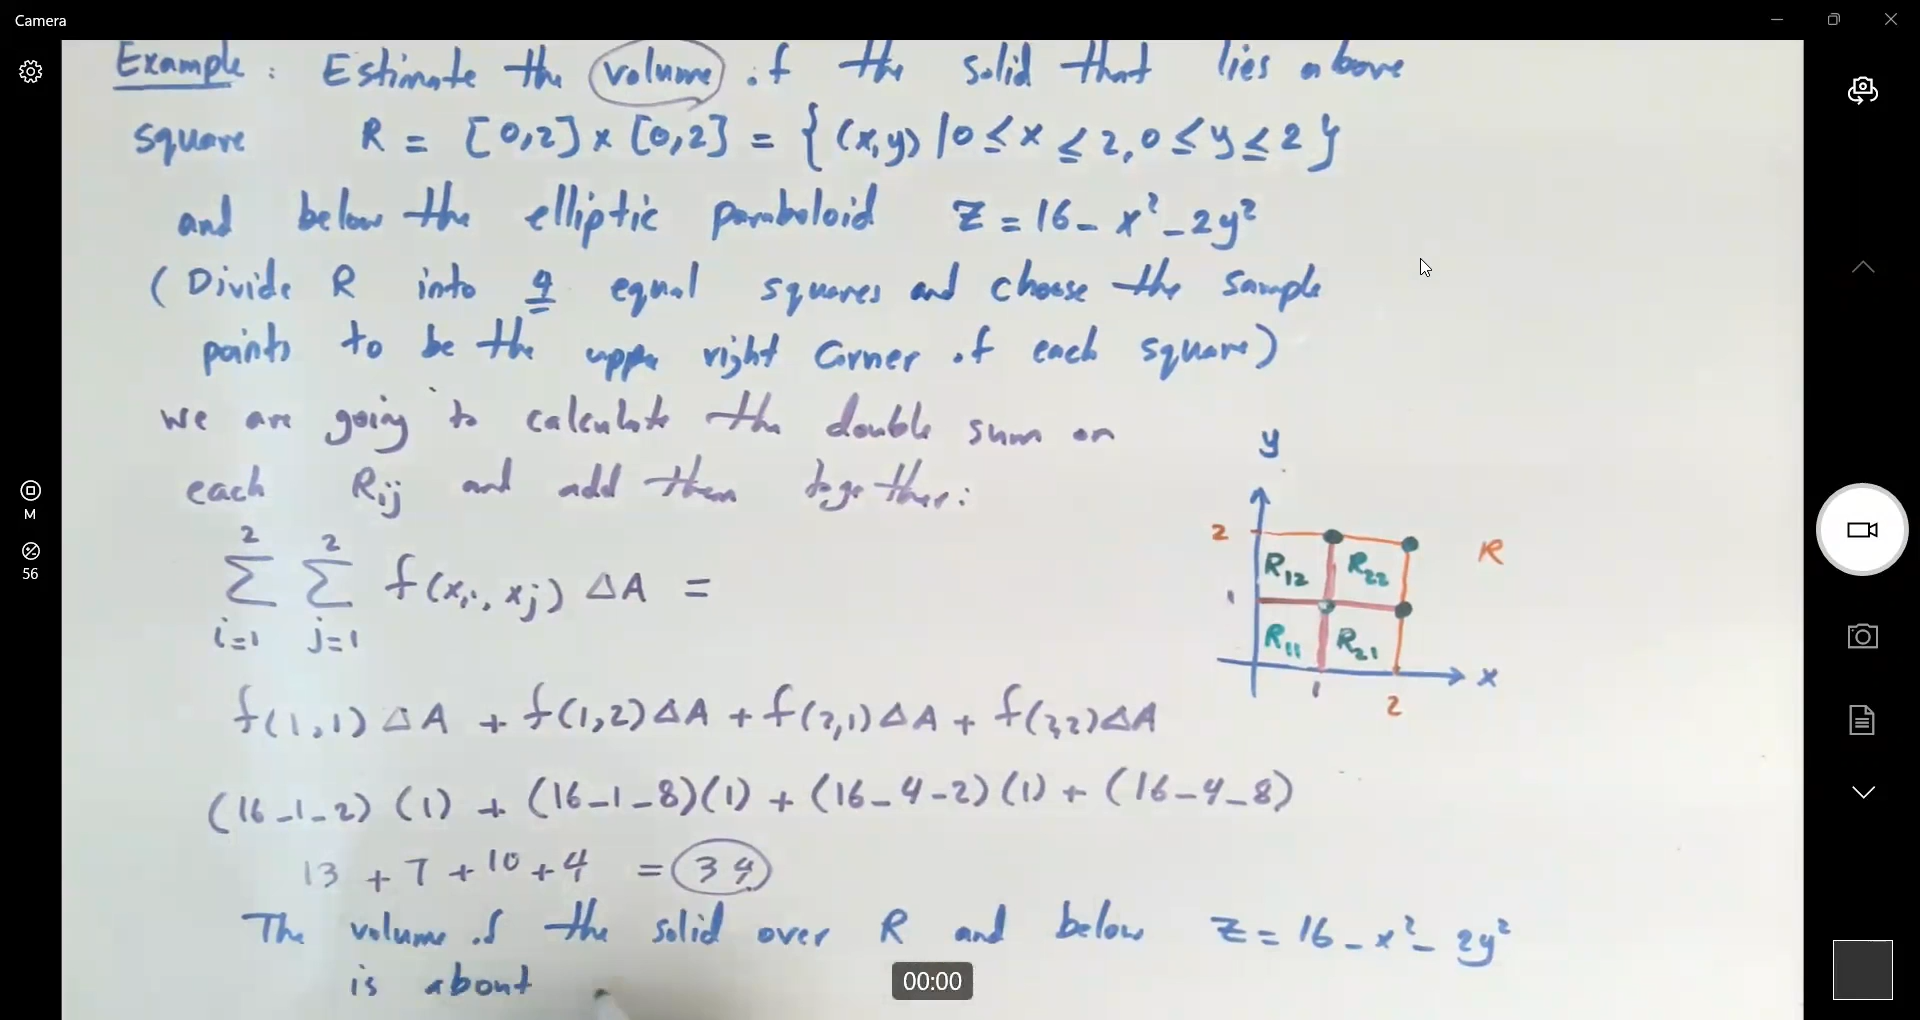 Camera
Example : Estimate the volume of the solid that lies above
square R = [0,2] × [0,2] = { (x,y) | 0 ≤ x ≤ 2, 0 ≤ y ≤ 2 }
and below the elliptic paraboloid Z = 16 - x² - 2y²
( Divide R into 4 equal squares and choose the sample
points to be the upper right corner of each square )
we are going to calculate the double sum on
each Rij and add them together :
2 2
Σ Σ f(xi, xj) ΔA =
i=1 j=1
f(1,1) ΔA + f(1,2) ΔA + f(2,1) ΔA + f(2,2) ΔA
(16-1-2) (1) + (16-1-8)(1) + (16-4-2)(1) + (16-4-8)
13 + 7 + 10 + 4 = 34
The volume of the solid over R and below Z = 16 - x² - 2y²
is about
y
2
R12 R22 R
1
R11 R21
x
1 2
M
56
00:00